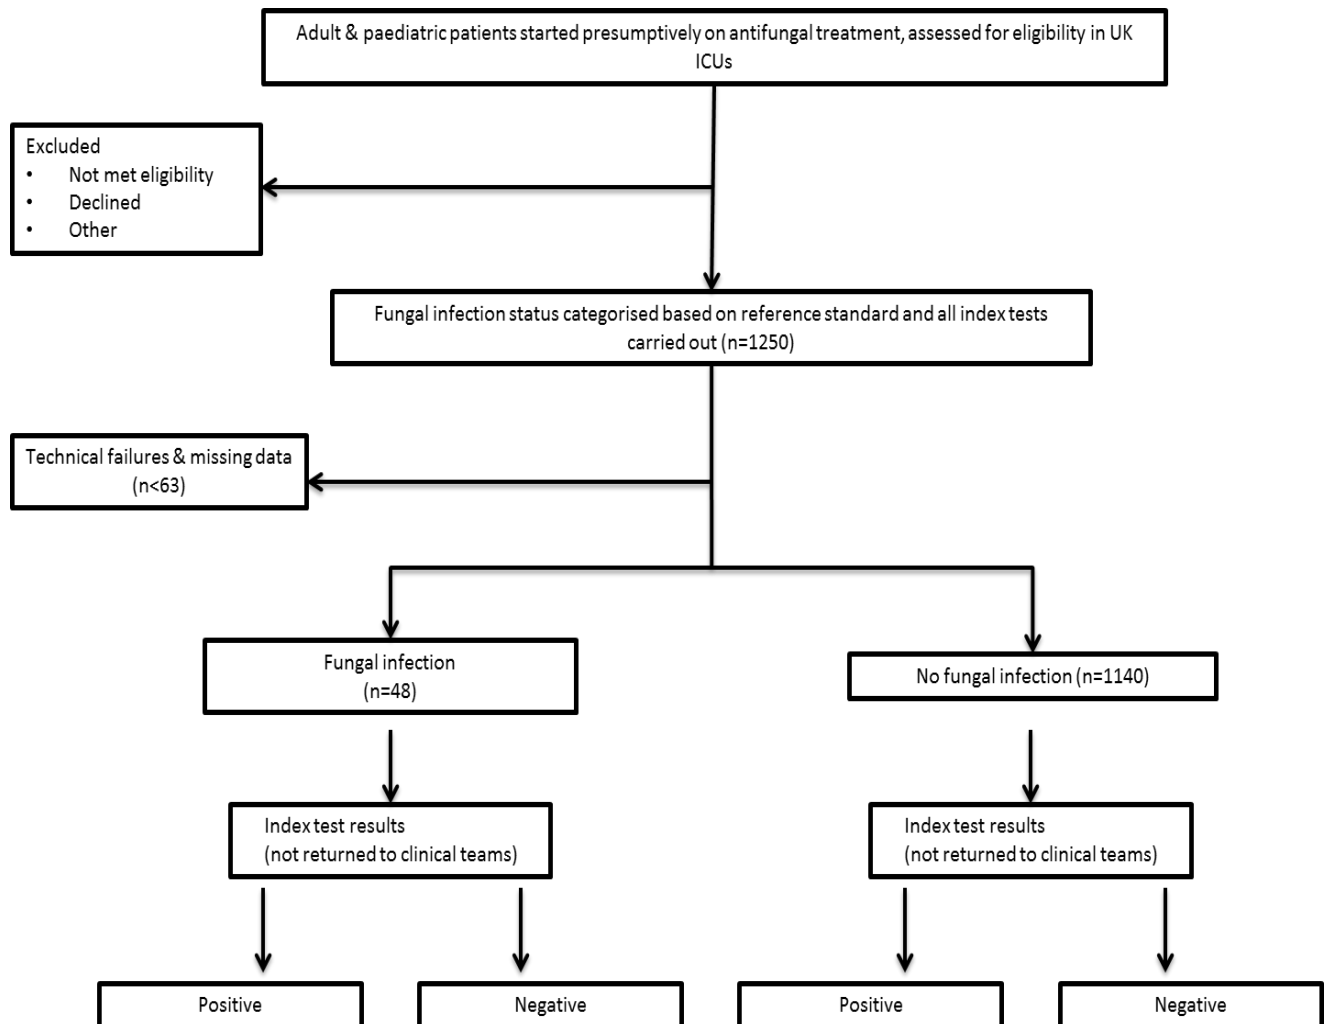 Adult & paediatric patients started presumptively on antifungal treatment, assessed for eligibility in UK
ICUs
Excluded
• Not met eligibility
• Declined
• Other
Fungal infection status categorised based on reference standard and all index tests
carried out (n=1250)
Technical failures & missing data
(n<63)
Fungal infection
(n=48)
No fungal infection (n=1140)
Index test results
(not returned to clinical teams)
Index test results
(not returned to clinical teams)
Positive
Negative
Positive
Negative